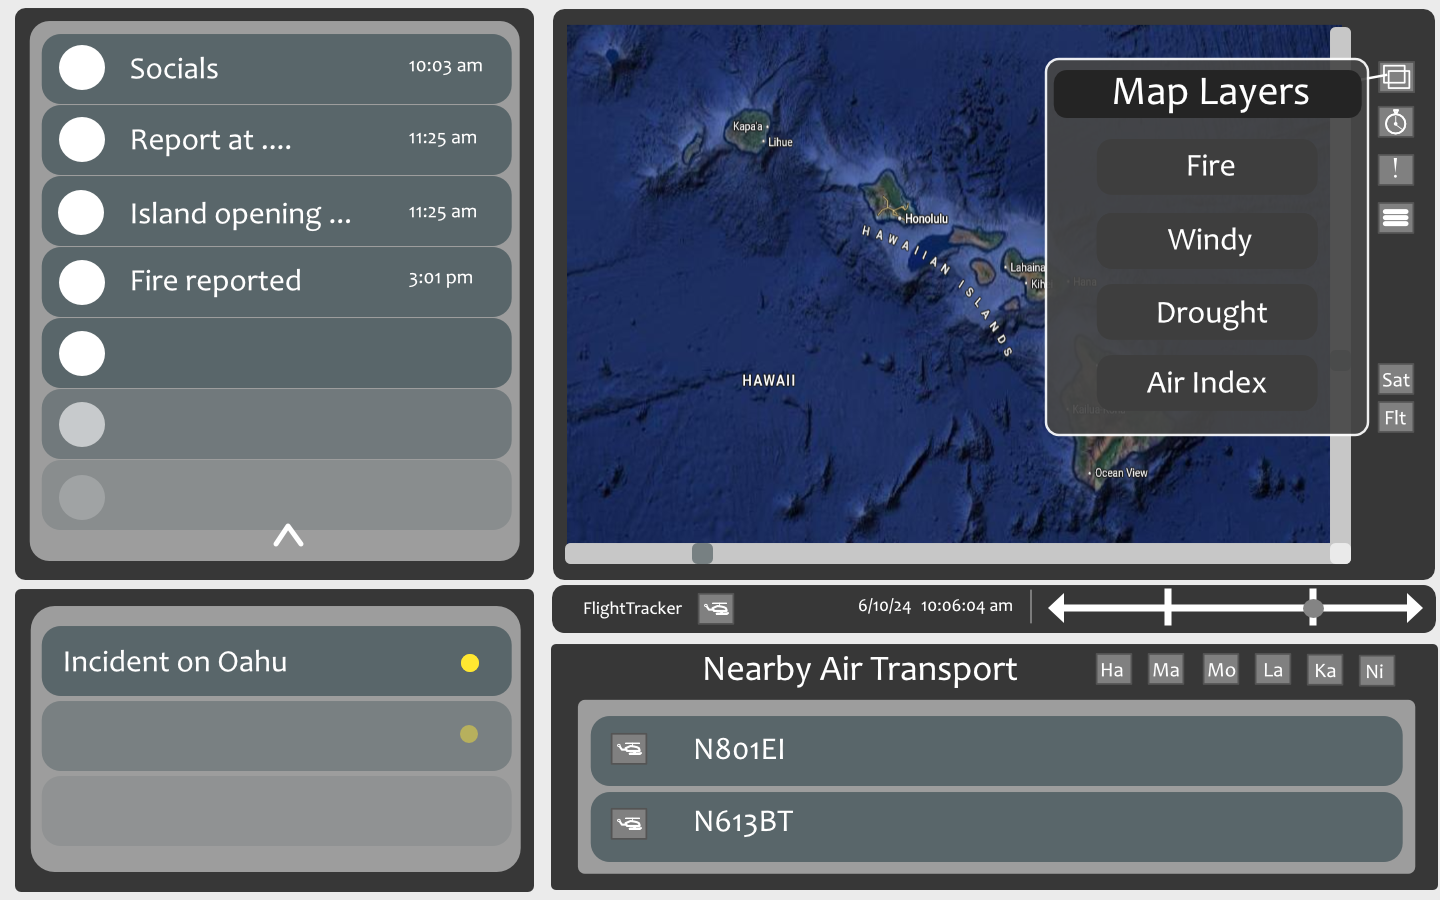 Socials 10:03 am
Report at .... 11:25 am
Island opening ... 11:25 am
Fire reported 3:01 pm
Incident on Oahu
Kapa'a
Lihue
Honolulu
HAWAIIAN ISLANDS
Lahaina
Kih
Hana
HAWAII
Ocean View
Map Layers
Fire
Windy
Drought
Air Index
!
Sat
Flt
FlightTracker 6/10/24 10:06:04 am
Nearby Air Transport Ha Ma Mo La Ka Ni
N801EI
N613BT